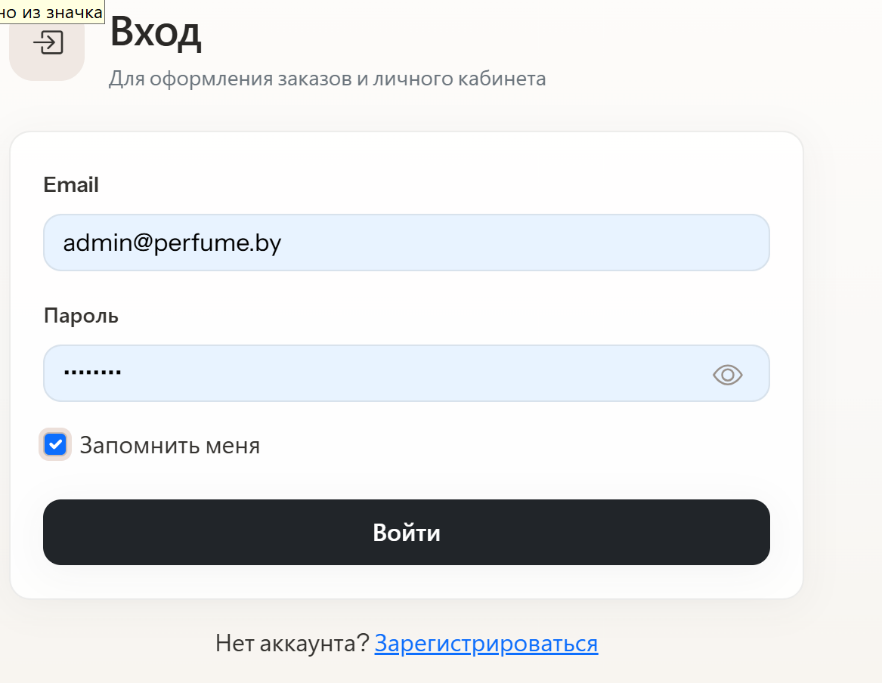 но из значка
Вход
Для оформления заказов и личного кабинета
Email
admin@perfume.by
Пароль
••••••••
Запомнить меня
Войти
Нет аккаунта? Зарегистрироваться